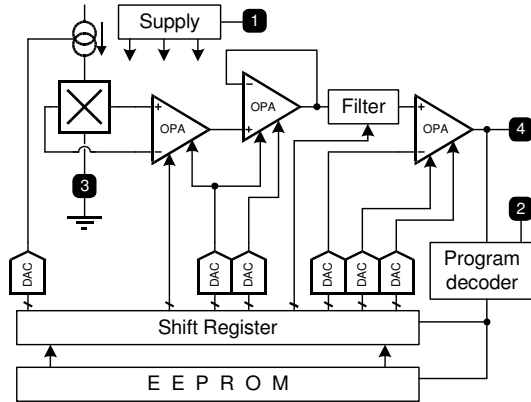 Supply
1
+
−
OPA
−
+
OPA
Filter
+
−
OPA
4
3
2
DAC
DAC
DAC
DAC
DAC
DAC
Program
decoder
Shift Register
E E P R O M